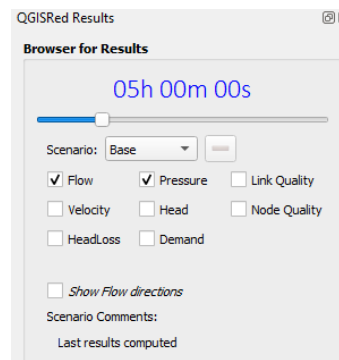 QGISRed Results
Browser for Results
05h 00m 00s
Scenario: Base
Flow Pressure Link Quality
Velocity Head Node Quality
HeadLoss Demand
Show Flow directions
Scenario Comments:
Last results computed